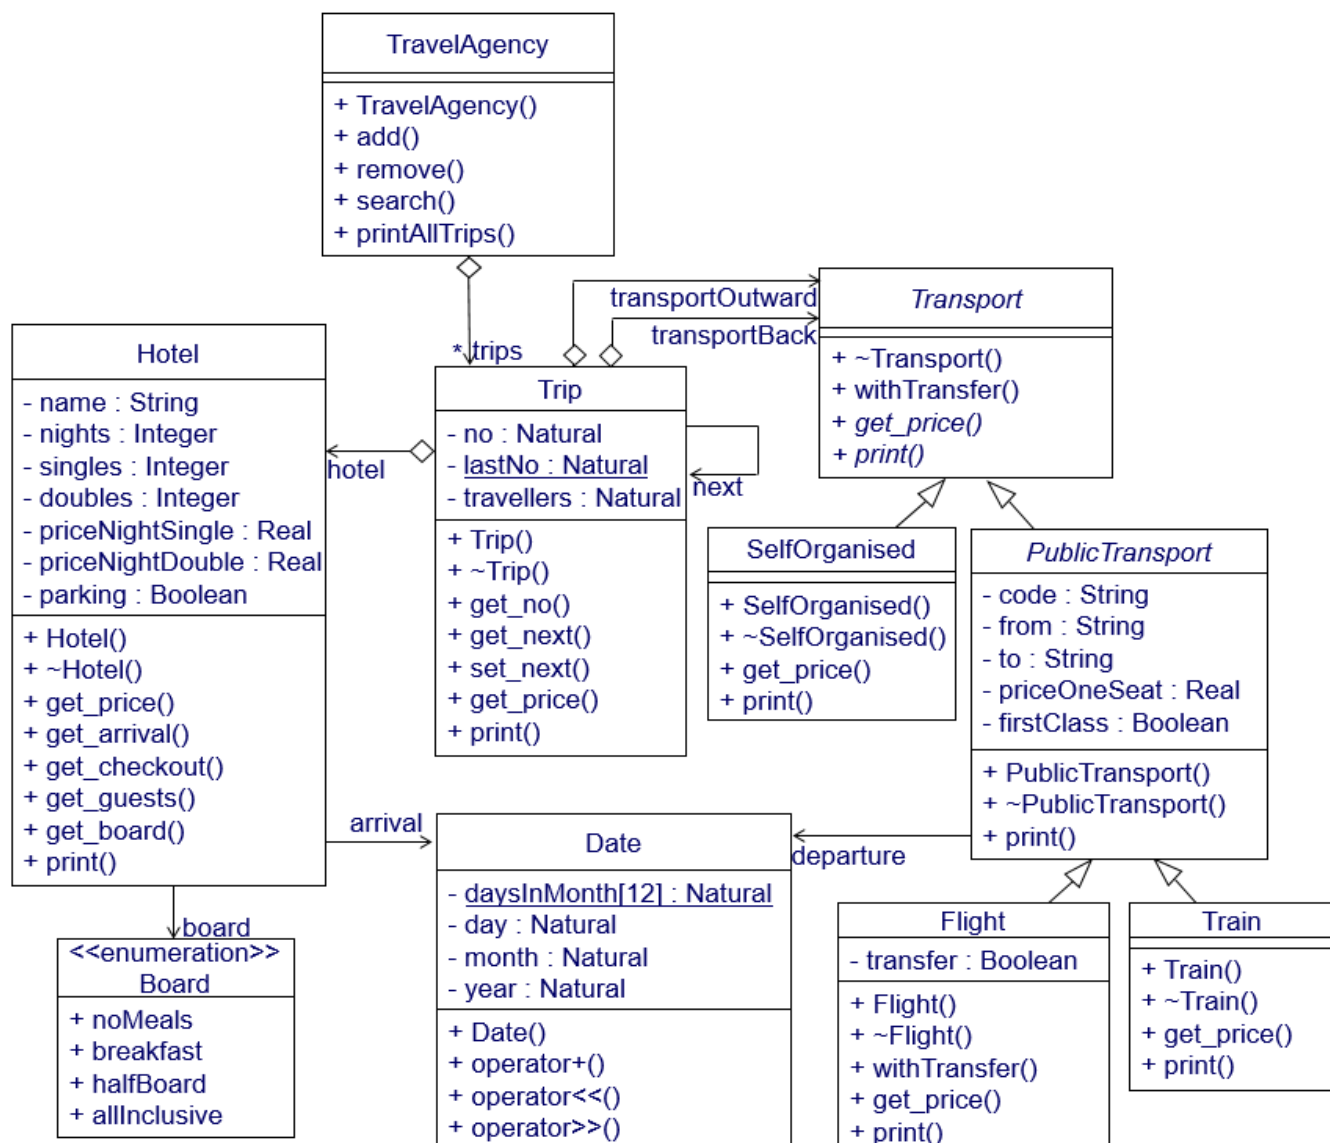 TravelAgency
+ TravelAgency()
+ add()
+ remove()
+ search()
+ printAllTrips()
* trips
transportOutward
transportBack
Transport
+ ~Transport()
+ withTransfer()
+ get_price()
+ print()
Hotel
- name : String
- nights : Integer
- singles : Integer
- doubles : Integer
- priceNightSingle : Real
- priceNightDouble : Real
- parking : Boolean
+ Hotel()
+ ~Hotel()
+ get_price()
+ get_arrival()
+ get_checkout()
+ get_guests()
+ get_board()
+ print()
hotel
Trip
- no : Natural
- lastNo : Natural
- travellers : Natural
+ Trip()
+ ~Trip()
+ get_no()
+ get_next()
+ set_next()
+ get_price()
+ print()
next
SelfOrganised
+ SelfOrganised()
+ ~SelfOrganised()
+ get_price()
+ print()
PublicTransport
- code : String
- from : String
- to : String
- priceOneSeat : Real
- firstClass : Boolean
+ PublicTransport()
+ ~PublicTransport()
+ print()
arrival
departure
board
<<enumeration>>
Board
+ noMeals
+ breakfast
+ halfBoard
+ allInclusive
Date
- daysInMonth[12] : Natural
- day : Natural
- month : Natural
- year : Natural
+ Date()
+ operator+()
+ operator<<()
+ operator>>()
Flight
- transfer : Boolean
+ Flight()
+ ~Flight()
+ withTransfer()
+ get_price()
+ print()
Train
+ Train()
+ ~Train()
+ get_price()
+ print()